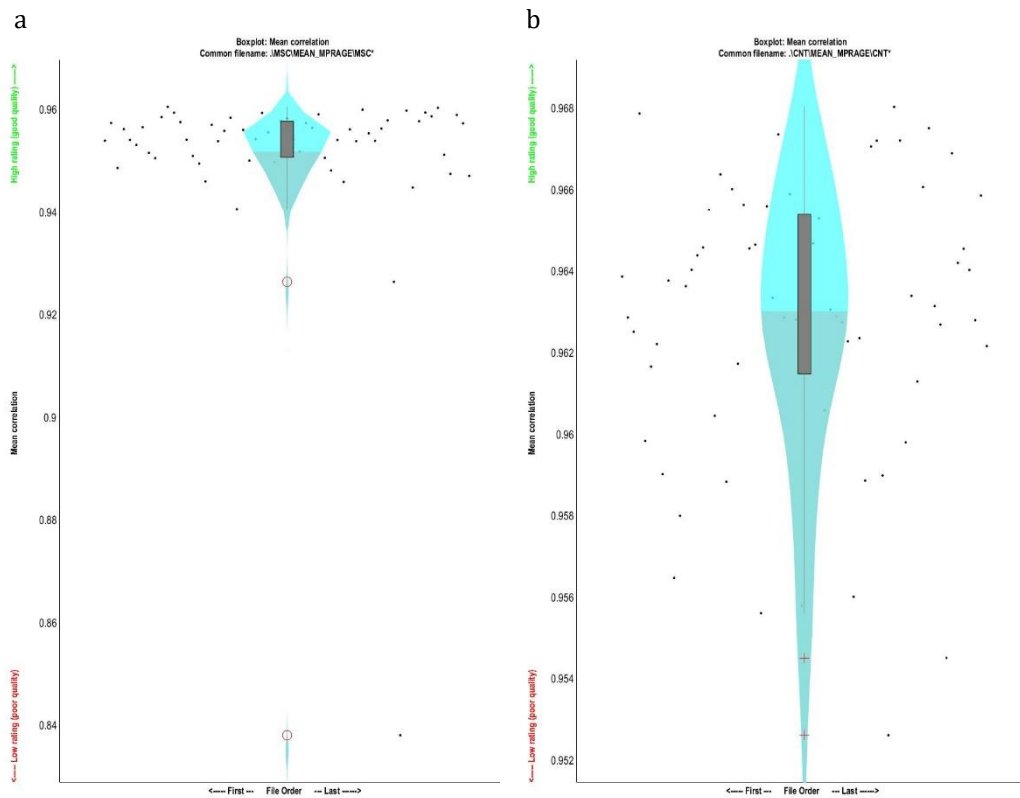 a
Boxplot: Mean correlation
Common filename: .\MSC\MEAN_MPRAGE\MSC*
High rating (good quality) ----->
Mean correlation
<----- Low rating (poor quality)
0.96
0.94
0.92
0.9
0.88
0.86
0.84
<----- First --- File Order --- Last ------>
b
Boxplot: Mean correlation
Common filename: .\CNT\MEAN_MPRAGE\CNT*
High rating (good quality) ----->
Mean correlation
<----- Low rating (poor quality)
0.968
0.966
0.964
0.962
0.96
0.958
0.956
0.954
0.952
<----- First --- File Order --- Last ------>